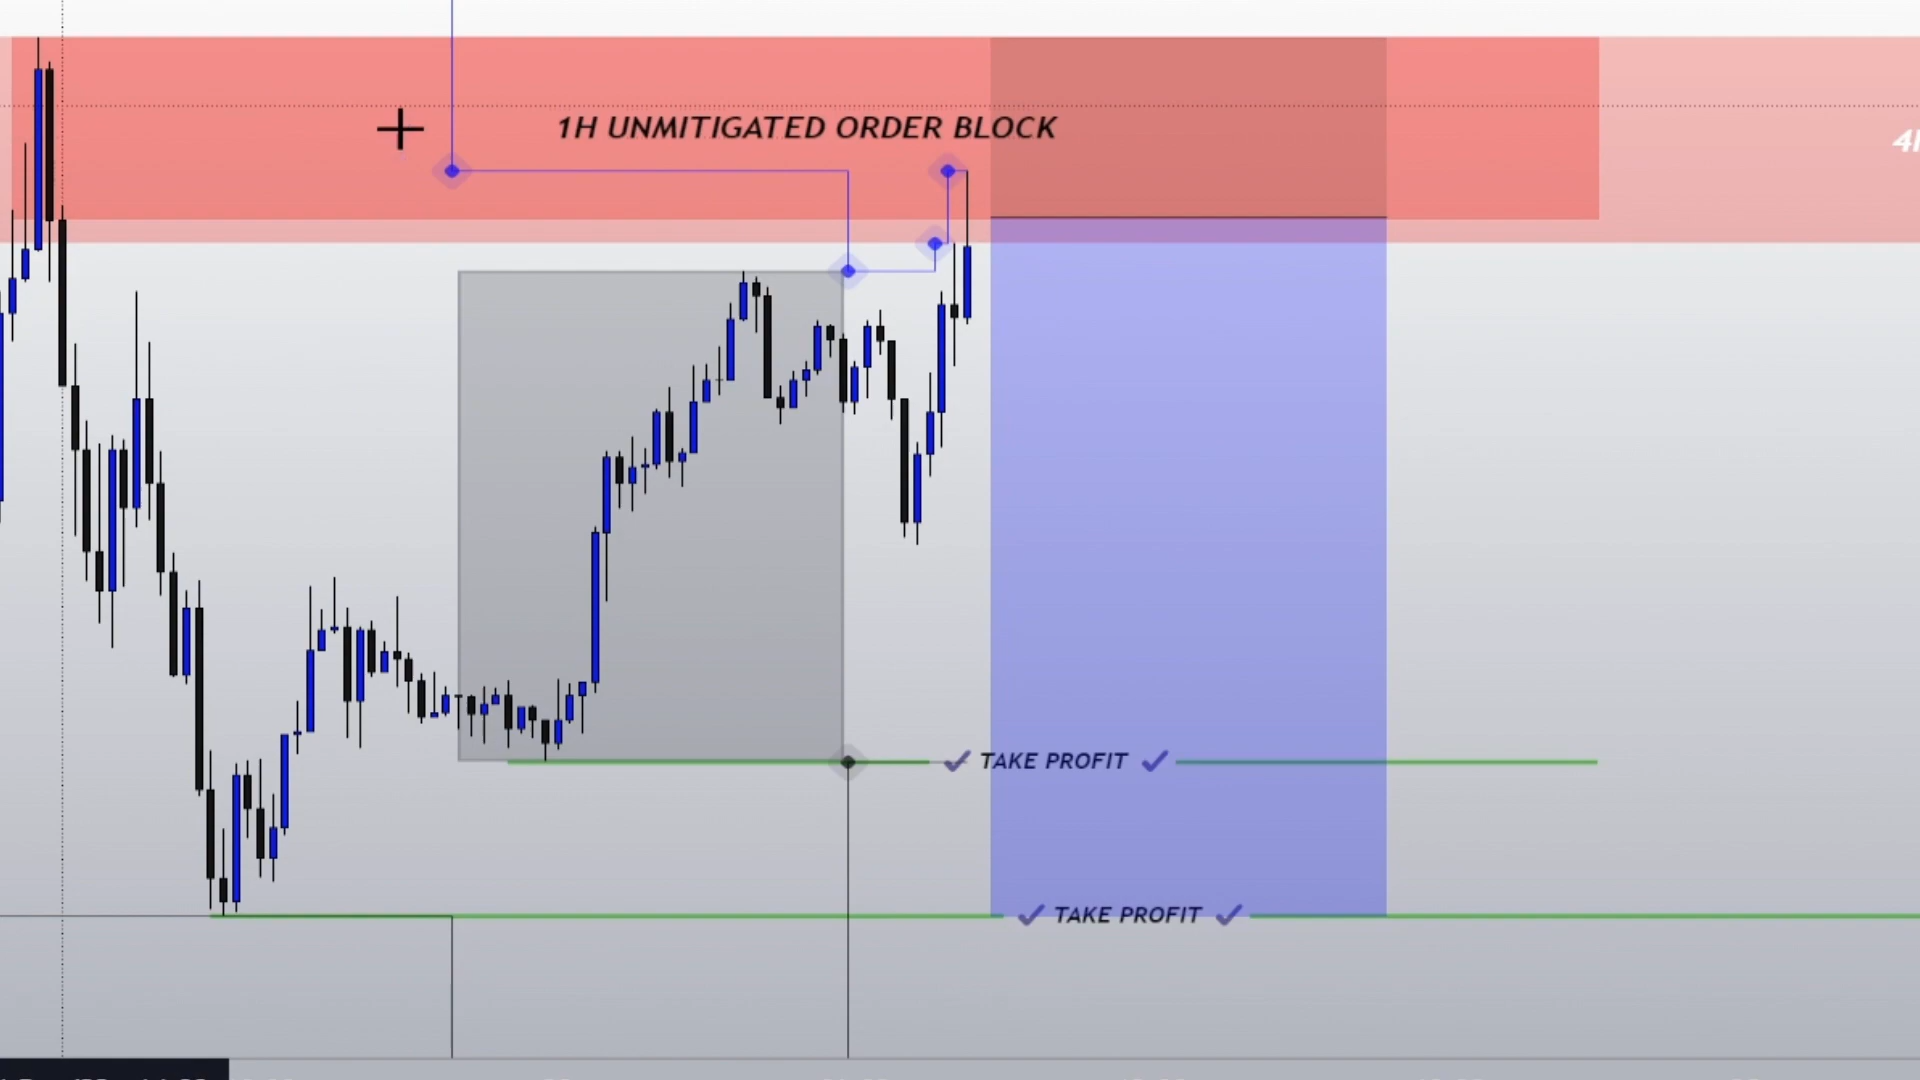 1H UNMITIGATED ORDER BLOCK
✓ TAKE PROFIT ✓
✓ TAKE PROFIT ✓